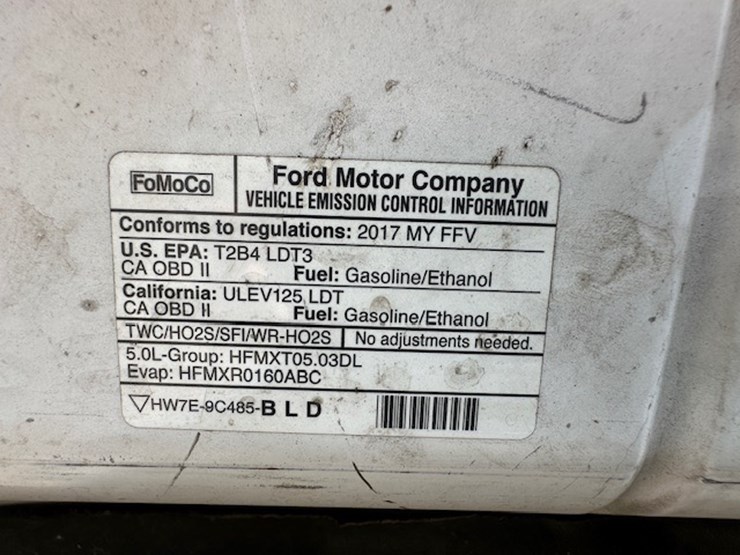 FoMoCo
Ford Motor Company
VEHICLE EMISSION CONTROL INFORMATION
Conforms to regulations: 2017 MY FFV
U.S. EPA: T2B4 LDT3
CA OBD II Fuel: Gasoline/Ethanol
California: ULEV125 LDT
CA OBD II Fuel: Gasoline/Ethanol
TWC/HO2S/SFI/WR-HO2S No adjustments needed.
5.0L-Group: HFMXT05.03DL
Evap: HFMXR0160ABC
▽HW7E-9C485-B L D